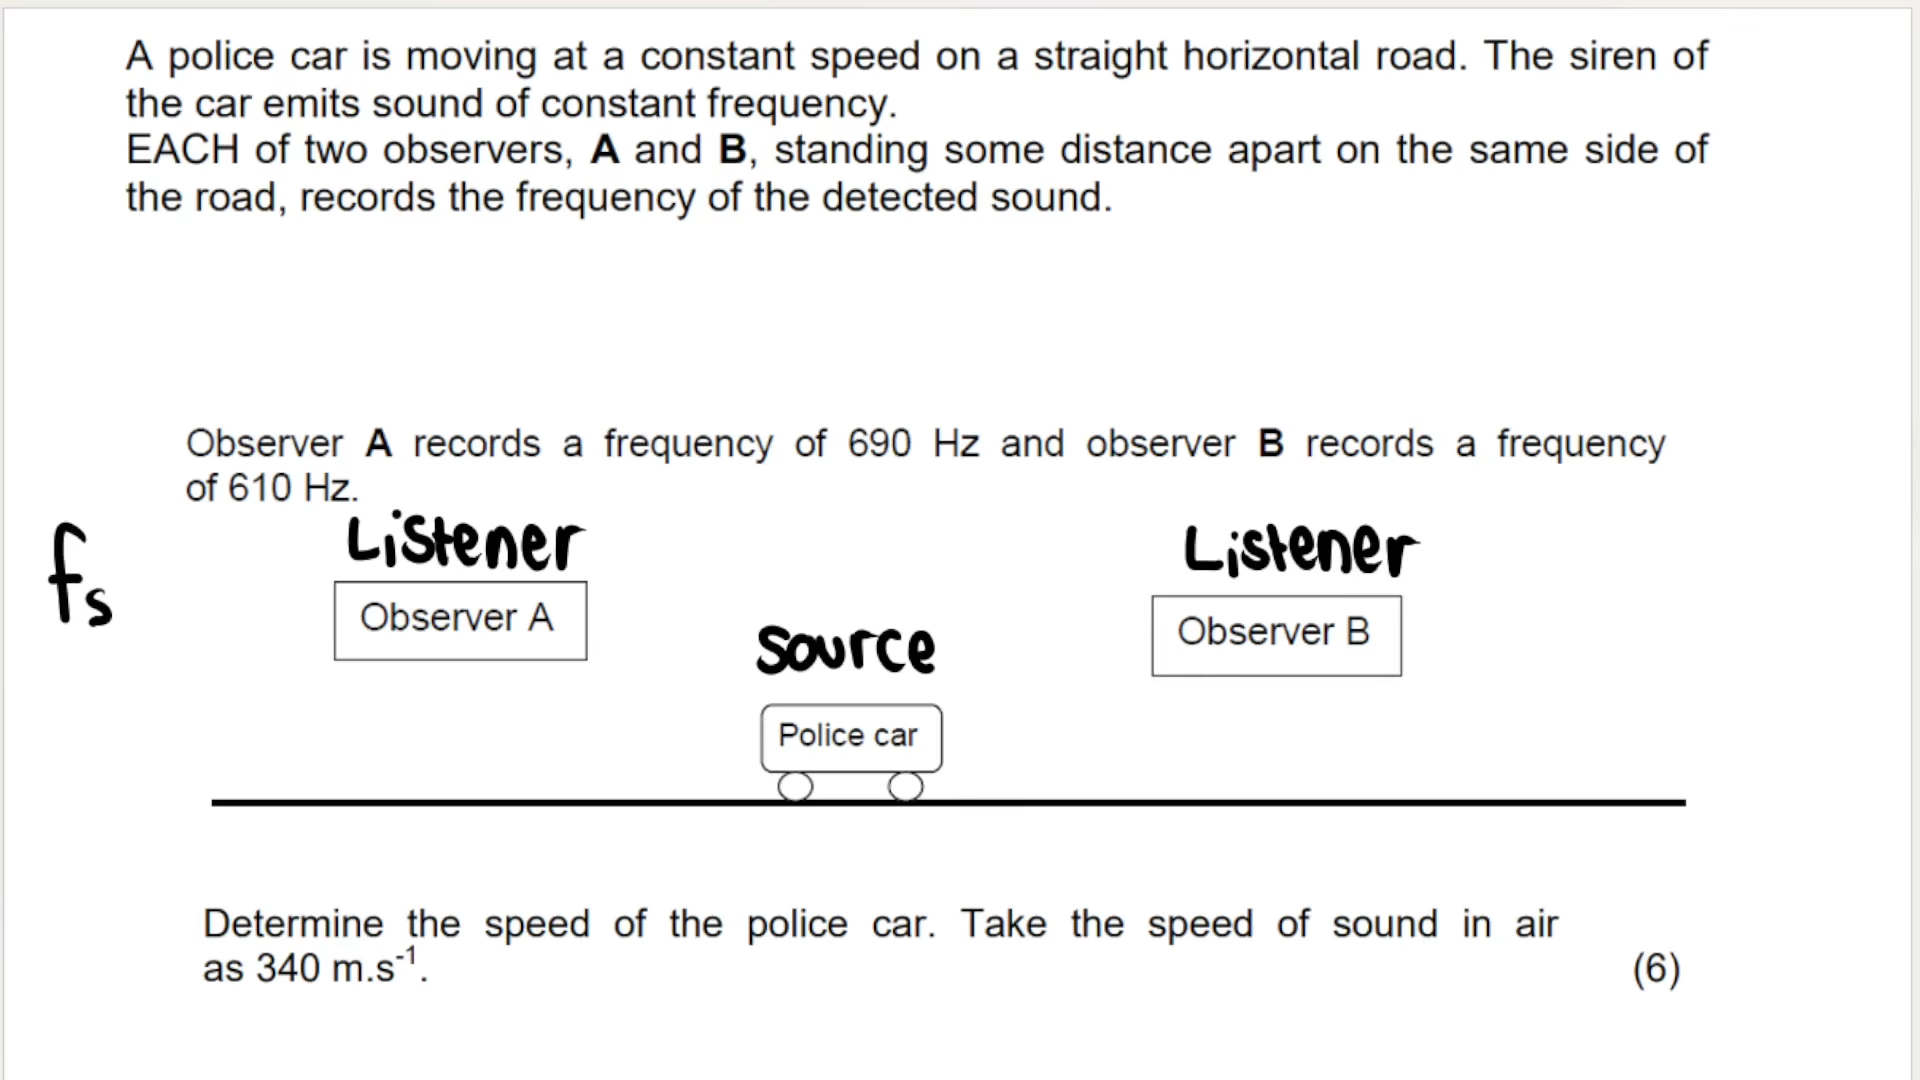 A police car is moving at a constant speed on a straight horizontal road. The siren of
the car emits sound of constant frequency.
EACH of two observers, A and B, standing some distance apart on the same side of
the road, records the frequency of the detected sound.
Observer A records a frequency of 690 Hz and observer B records a frequency
of 610 Hz.
Listener
Listener
fs
Observer A
Observer B
Source
Police car
Determine the speed of the police car. Take the speed of sound in air
as 340 m.s⁻¹.
(6)